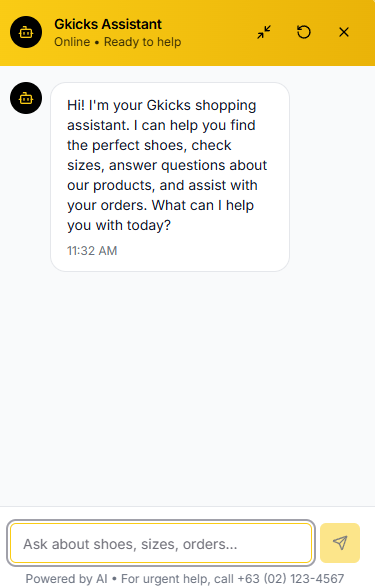 Gkicks Assistant
Online • Ready to help
Hi! I'm your Gkicks shopping
assistant. I can help you find
the perfect shoes, check
sizes, answer questions about
our products, and assist with
your orders. What can I help
you with today?
11:32 AM
Ask about shoes, sizes, orders...
Powered by AI • For urgent help, call +63 (02) 123-4567